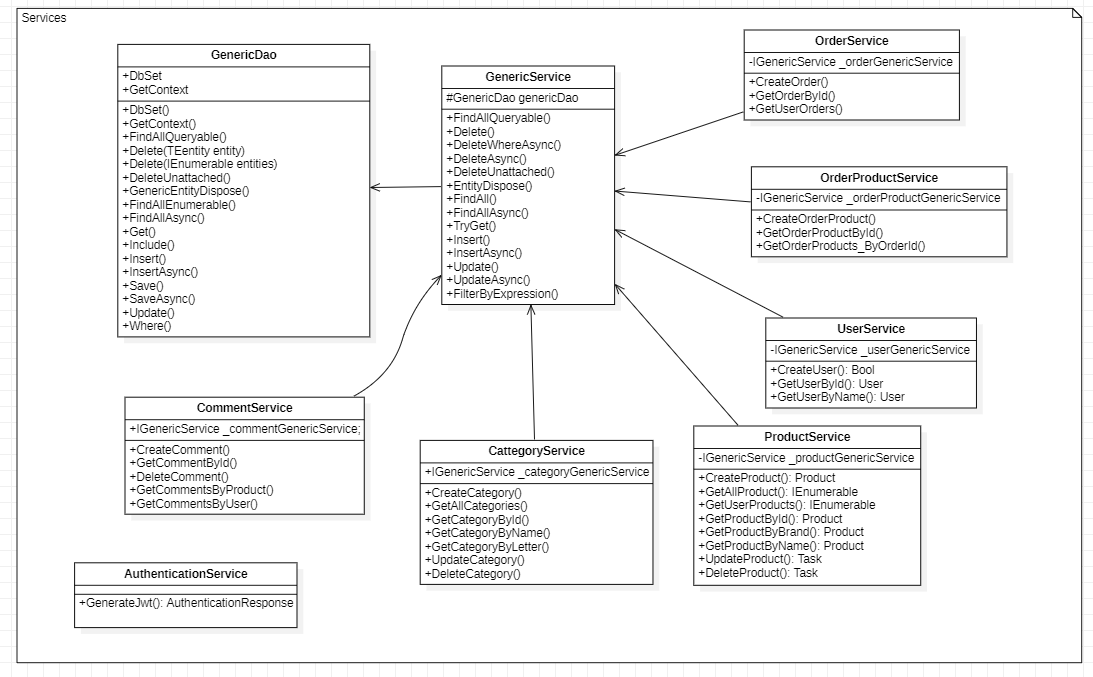 Services
GenericDao
+DbSet
+GetContext
+DbSet()
+GetContext()
+FindAllQueryable()
+Delete(TEentity entity)
+Delete(IEnumerable entities)
+DeleteUnattached()
+GenericEntityDispose()
+FindAllEnumerable()
+FindAllAsync()
+Get()
+Include()
+Insert()
+InsertAsync()
+Save()
+SaveAsync()
+Update()
+Where()
GenericService
#GenericDao genericDao
+FindAllQueryable()
+Delete()
+DeleteWhereAsync()
+DeleteAsync()
+DeleteUnattached()
+EntityDispose()
+FindAll()
+FindAllAsync()
+TryGet()
+Insert()
+InsertAsync()
+Update()
+UpdateAsync()
+FilterByExpression()
OrderService
-IGenericService _orderGenericService
+CreateOrder()
+GetOrderById()
+GetUserOrders()
OrderProductService
-IGenericService _orderProductGenericService
+CreateOrderProduct()
+GetOrderProductById()
+GetOrderProducts_ByOrderId()
UserService
-IGenericService _userGenericService
+CreateUser(): Bool
+GetUserById(): User
+GetUserByName(): User
CommentService
+IGenericService _commentGenericService;
+CreateComment()
+GetCommentById()
+DeleteComment()
+GetCommentsByProduct()
+GetCommentsByUser()
CattegoryService
+IGenericService _categoryGenericService
+CreateCategory()
+GetAllCategories()
+GetCategoryById()
+GetCategoryByName()
+GetCategoryByLetter()
+UpdateCategory()
+DeleteCategory()
ProductService
-IGenericService _productGenericService
+CreateProduct(): Product
+GetAllProduct(): IEnumerable
+GetUserProducts(): IEnumerable
+GetProductById(): Product
+GetProductByBrand(): Product
+GetProductByName(): Product
+UpdateProduct(): Task
+DeleteProduct(): Task
AuthenticationService
+GenerateJwt(): AuthenticationResponse